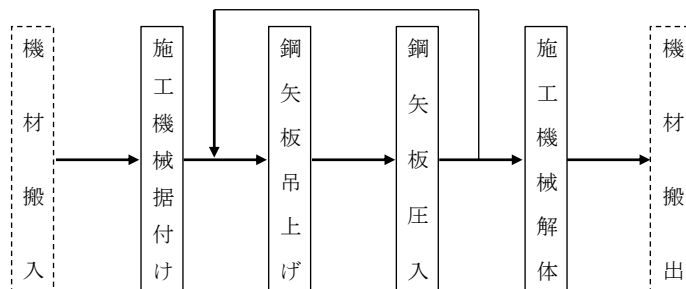 機材搬入
施工機械据付け
鋼矢板吊上げ
鋼矢板圧入
施工機械解体
機材搬出